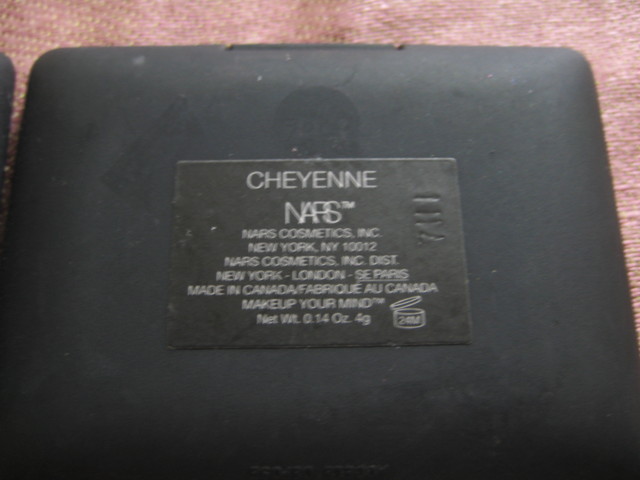 CHEYENNE
NARS™
NARS COSMETICS, INC.
NEW YORK, NY 10012
NARS COSMETICS, INC. DIST.
NEW YORK - LONDON - SE PARIS
MADE IN CANADA/FABRIQUÉ AU CANADA
MAKEUP YOUR MIND™
Net Wt. 0.14 Oz. 4g
24M